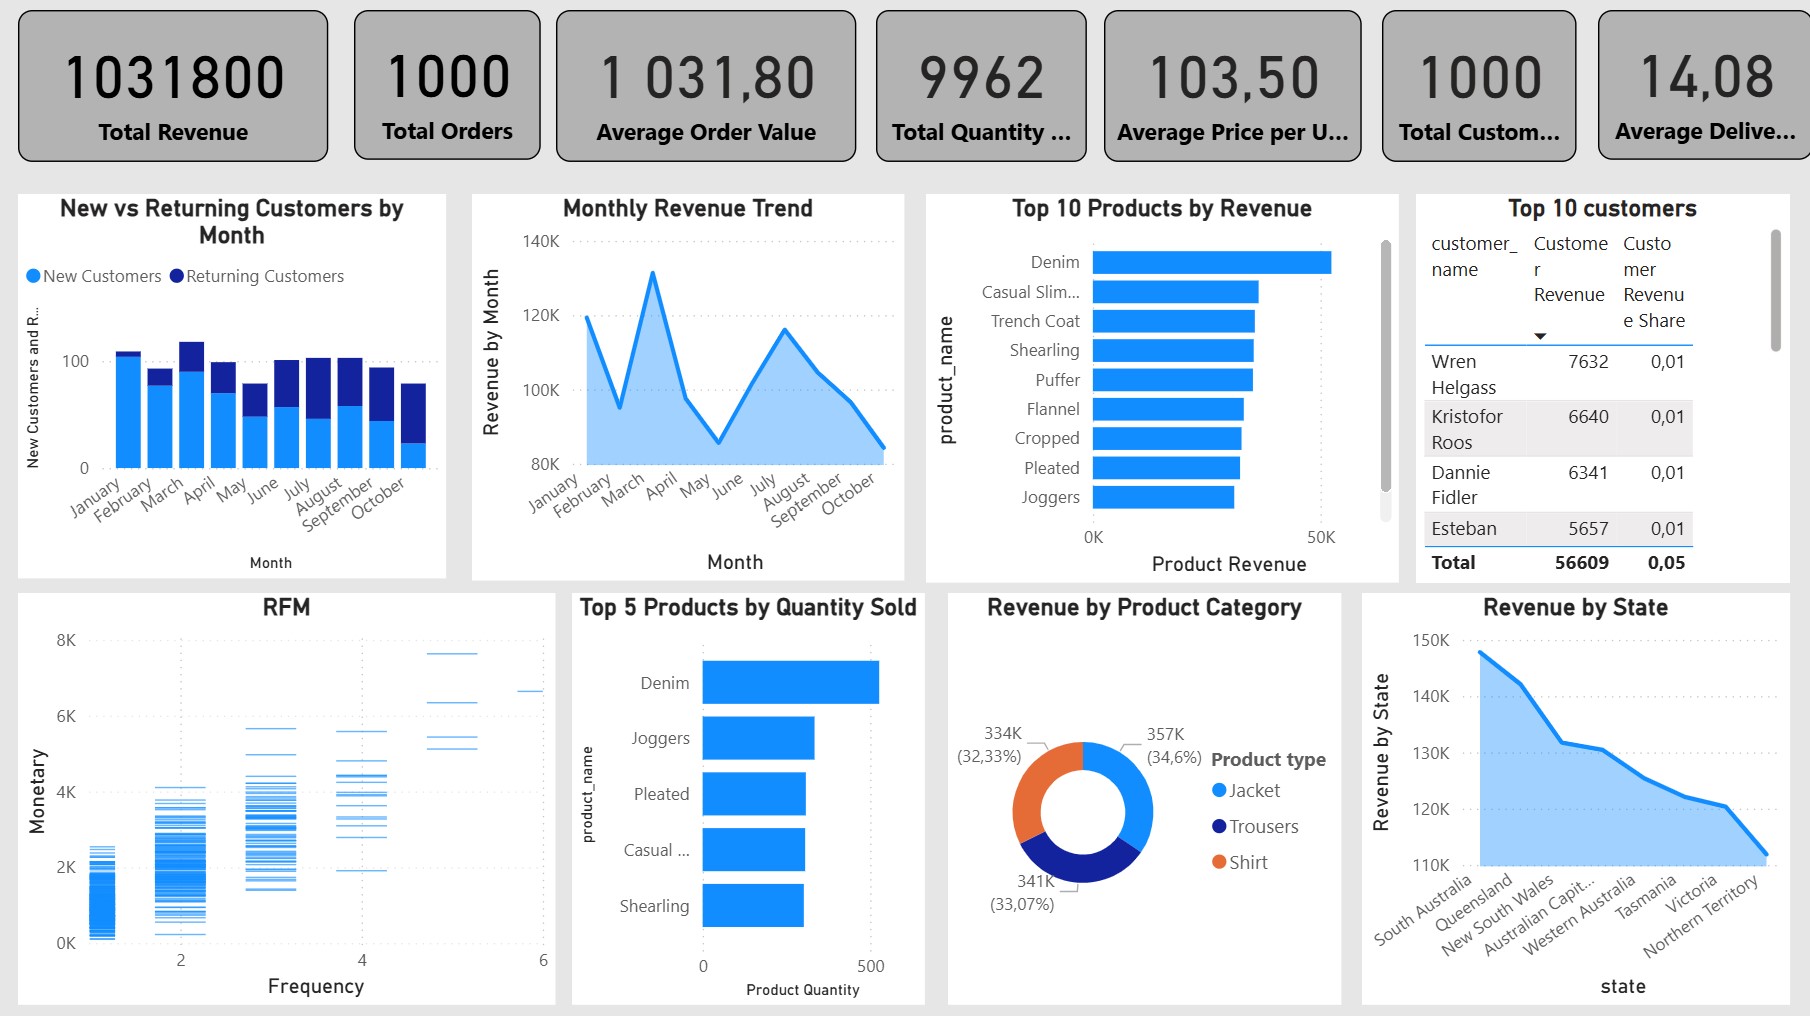 1031800
Total Revenue
1000
Total Orders
1 031,80
Average Order Value
9962
Total Quantity ...
103,50
Average Price per U...
1000
Total Custom...
14,08
Average Delive...
New vs Returning Customers by
Month
New Customers
Returning Customers
New Customers and R...
100
0
January
February
March
April
May
June
July
August
September
October
Month
Monthly Revenue Trend
Revenue by Month
140K
120K
100K
80K
January
February
March
April
May
June
July
August
September
October
Month
Top 10 Products by Revenue
product_name
Denim
Casual Slim...
Trench Coat
Shearling
Puffer
Flannel
Cropped
Pleated
Joggers
0K
50K
Product Revenue
Top 10 customers
customer_
name
Custome
r
Revenue
Custo
mer
Revenu
e Share
Wren
Helgass
7632
0,01
Kristofor
Roos
6640
0,01
Dannie
Fidler
6341
0,01
Esteban
5657
0,01
Total
56609
0,05
RFM
Monetary
8K
6K
4K
2K
0K
2
4
6
Frequency
Top 5 Products by Quantity Sold
product_name
Denim
Joggers
Pleated
Casual ...
Shearling
0
500
Product Quantity
Revenue by Product Category
334K
(32,33%)
357K
(34,6%)
341K
(33,07%)
Product type
Jacket
Trousers
Shirt
Revenue by State
Revenue by State
150K
140K
130K
120K
110K
South Australia
Queensland
New South Wales
Australian Capit...
Western Australia
Tasmania
Victoria
Northern Territory
state